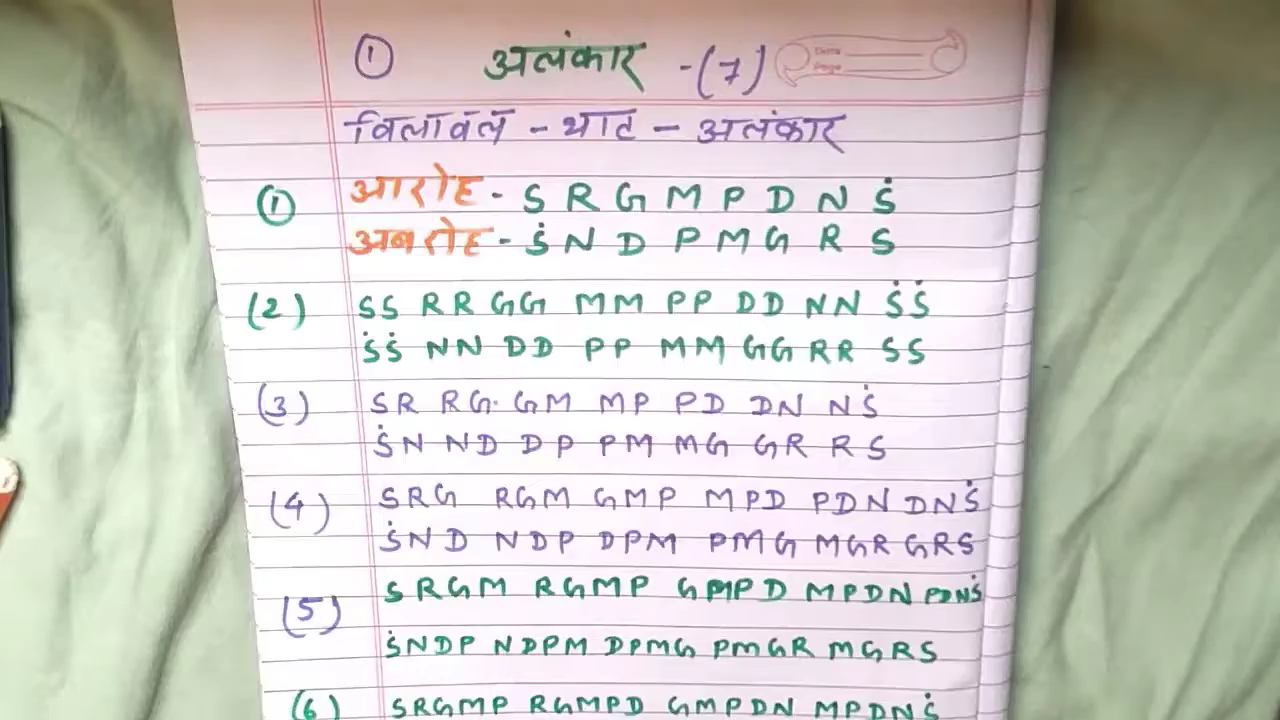 ① अलंकार -(7)
Date
Page
विलावल - थाट - अलंकार
① आरोह - S R G M P D N Ṡ
अवरोह - Ṡ N D P M G R S
(2) SS RR GG MM PP DD NN ṠṠ
ṠṠ NN DD PP MM GG RR SS
(3) SR RG. GM MP PD DN NṠ
ṠN ND DP PM MG GR RS
(4) SRG RGM GMP MPD PDN DNṠ
ṠND NDP DPM PMG MGR GRS
(5) SRGM RGMP GMPD MPDN PDNṠ
ṠNDP NDPM DPMG PMGR MGRS
(6) SRGMP RGMPD GMPDN MPDNṠ